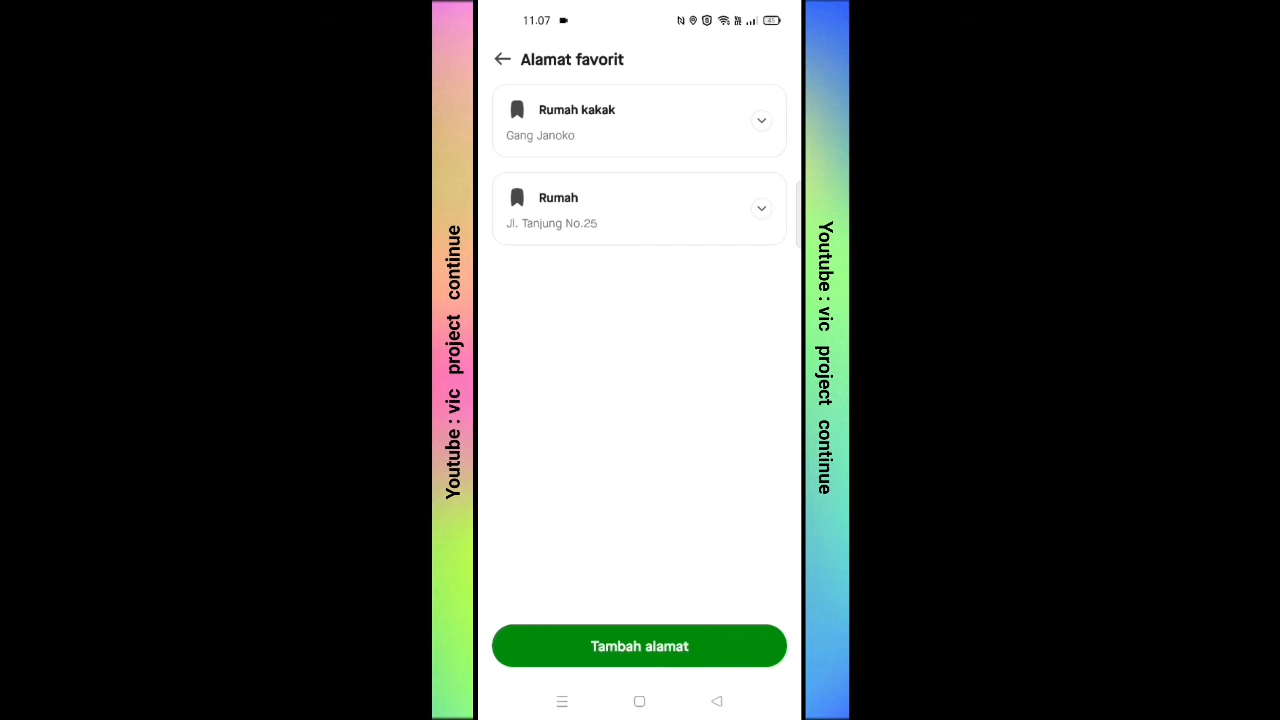 11.07
Alamat favorit
Rumah kakak
Gang Janoko
Rumah
Jl. Tanjung No.25
Tambah alamat
Youtube : vic project continue
Youtube : vic project continue